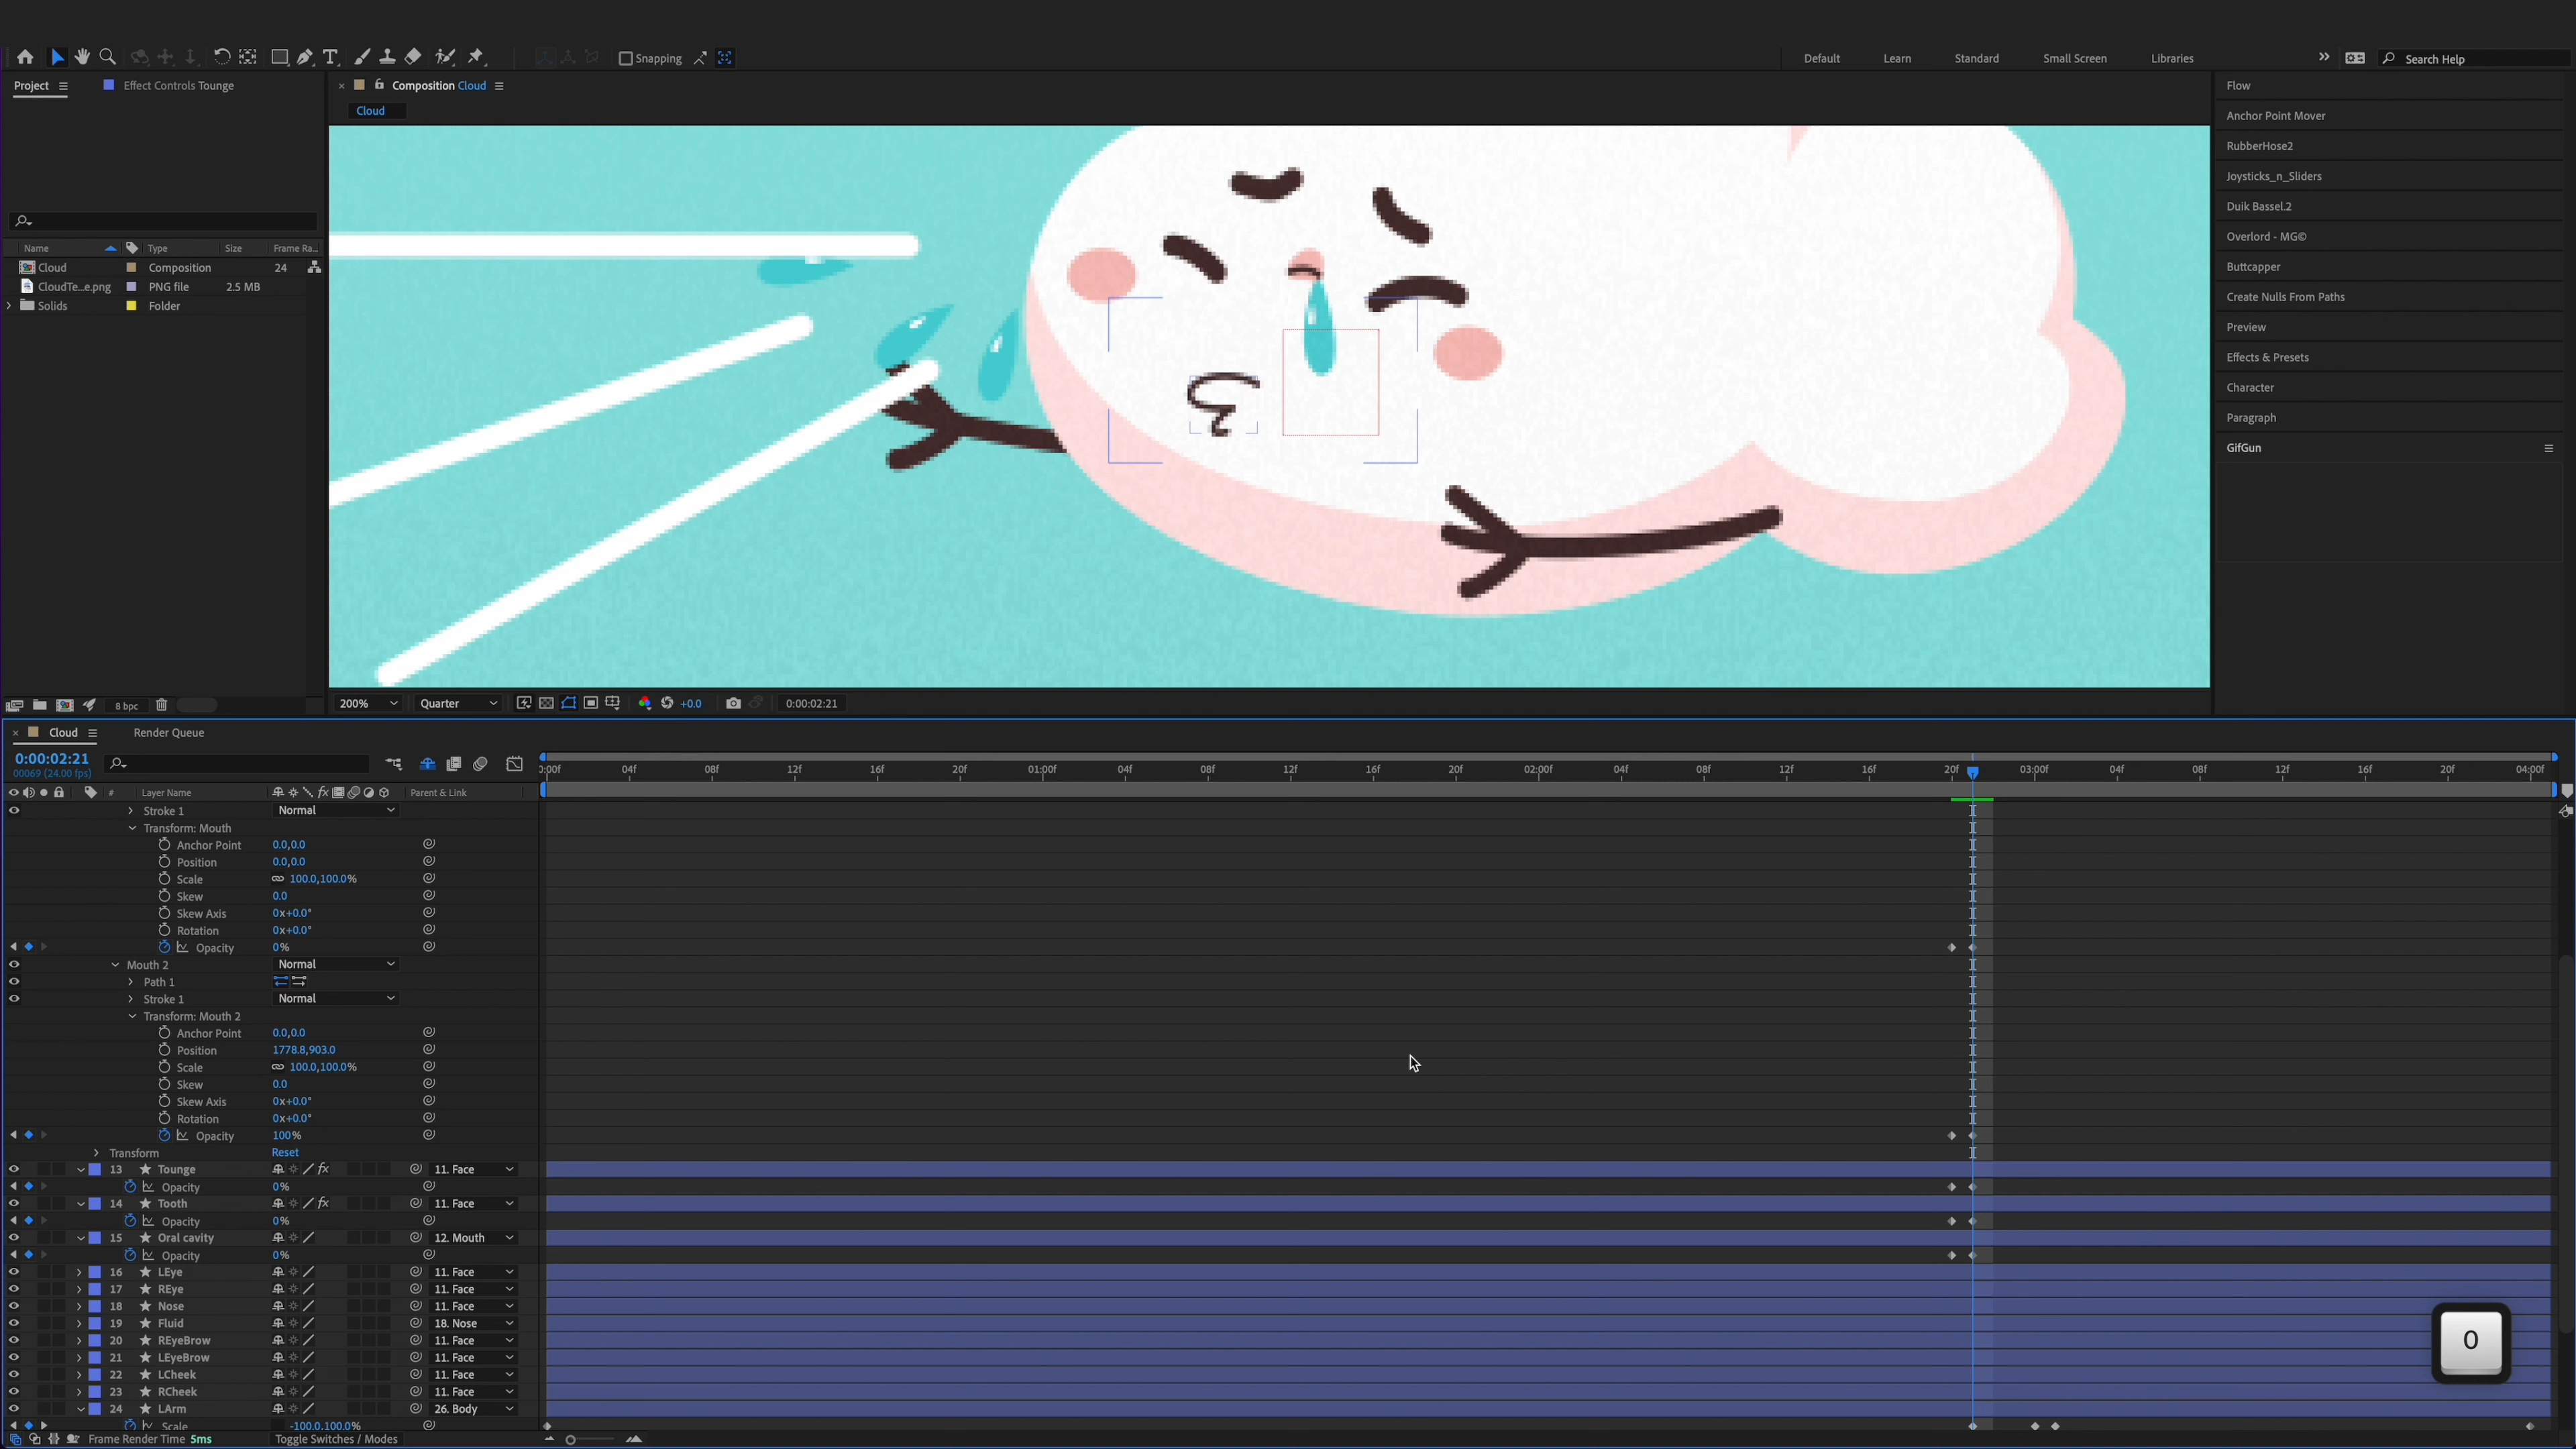 Snapping
Default
Learn
Standard
Small Screen
Libraries
Search Help
Project
Effect Controls Tounge
Composition Cloud
Cloud
Flow
Anchor Point Mover
RubberHose2
Joysticks_n_Sliders
Duik Bassel.2
Overlord - MG©
Buttcapper
Create Nulls From Paths
Preview
Effects & Presets
Character
Paragraph
GifGun
Name Type Size Frame Ra...
Cloud Composition 24
CloudTe...e.png PNG file 2.5 MB
Solids Folder
8 bpc
200% Quarter +0.0 0:00:02:21
Cloud Render Queue
0:00:02:21
00069 (24.00 fps)
0:00f 04f 08f 12f 16f 20f 01:00f 04f 08f 12f 16f 20f 02:00f 04f 08f 12f 16f 20f 03:00f 04f 08f 12f 16f 20f 04:00f
# Layer Name fx Parent & Link
Stroke 1 Normal
Transform: Mouth
Anchor Point 0.0,0.0
Position 0.0,0.0
Scale 100.0,100.0%
Skew 0.0
Skew Axis 0x+0.0°
Rotation 0x+0.0°
Opacity 0%
Mouth 2 Normal
Path 1
Stroke 1 Normal
Transform: Mouth 2
Anchor Point 0.0,0.0
Position 1778.8,903.0
Scale 100.0,100.0%
Skew 0.0
Skew Axis 0x+0.0°
Rotation 0x+0.0°
Opacity 100%
Transform Reset
13 Tounge fx 11. Face
Opacity 0%
14 Tooth fx 11. Face
Opacity 0%
15 Oral cavity 12. Mouth
Opacity 0%
16 LEye 11. Face
17 REye 11. Face
18 Nose 11. Face
19 Fluid 18. Nose
20 REyeBrow 11. Face
21 LEyeBrow 11. Face
22 LCheek 11. Face
23 RCheek 11. Face
24 LArm 26. Body
Scale -100.0,100.0%
0
Frame Render Time 5ms Toggle Switches / Modes